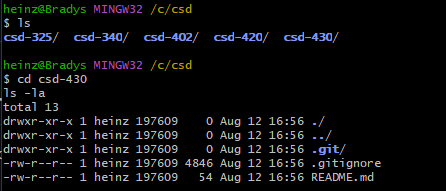 heinz@Bradys MINGW32 /c/csd
$ ls
csd-325/ csd-340/ csd-402/ csd-420/ csd-430/
heinz@Bradys MINGW32 /c/csd
$ cd csd-430
ls -la
total 13
drwxr-xr-x 1 heinz 197609    0 Aug 12 16:56 ./
drwxr-xr-x 1 heinz 197609    0 Aug 12 16:56 ../
drwxr-xr-x 1 heinz 197609    0 Aug 12 16:56 .git/
-rw-r--r-- 1 heinz 197609 4846 Aug 12 16:56 .gitignore
-rw-r--r-- 1 heinz 197609   54 Aug 12 16:56 README.md